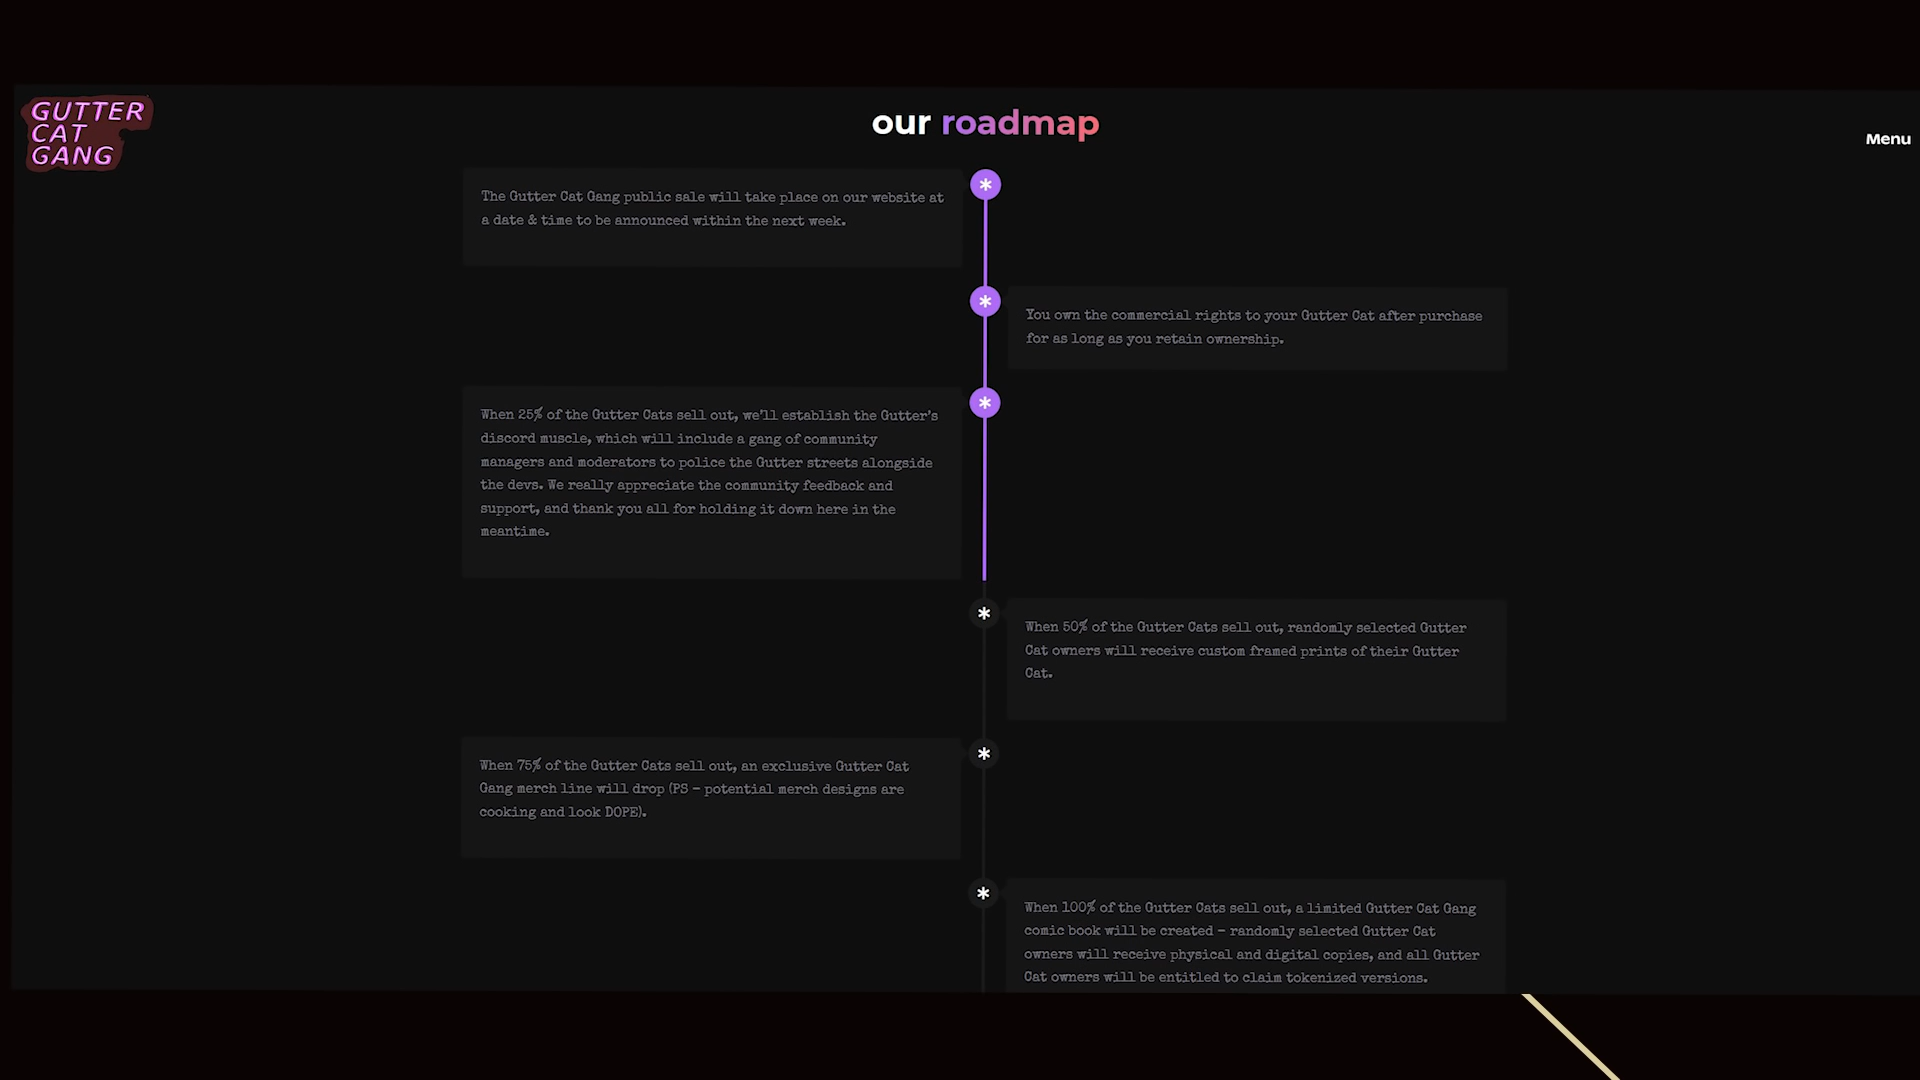 GUTTER
CAT
GANG
our roadmap
Menu
The Gutter Cat Gang public sale will take place on our website at
a date & time to be announced within the next week.
You own the commercial rights to your Gutter Cat after purchase
for as long as you retain ownership.
When 25% of the Gutter Cats sell out, we'll establish the Gutter's
discord muscle, which will include a gang of community
managers and moderators to police the Gutter streets alongside
the devs. We really appreciate the community feedback and
support, and thank you all for holding it down here in the
meantime.
When 50% of the Gutter Cats sell out, randomly selected Gutter
Cat owners will receive custom framed prints of their Gutter
Cat.
When 75% of the Gutter Cats sell out, an exclusive Gutter Cat
Gang merch line will drop (PS - potential merch designs are
cooking and look DOPE).
When 100% of the Gutter Cats sell out, a limited Gutter Cat Gang
comic book will be created - randomly selected Gutter Cat
owners will receive physical and digital copies, and all Gutter
Cat owners will be entitled to claim tokenized versions.